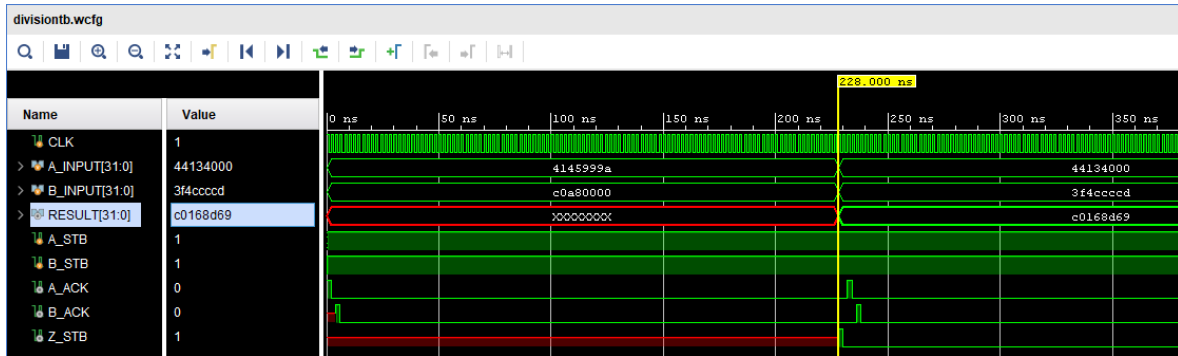 divisiontb.wcfg
228.000 ns
Name Value
0 ns 50 ns 100 ns 150 ns 200 ns 250 ns 300 ns 350 ns
CLK 1
A_INPUT[31:0] 44134000 4145999a 44134000
B_INPUT[31:0] 3f4ccccd c0a80000 3f4ccccd
RESULT[31:0] c0168d69 XXXXXXXX c0168d69
A_STB 1
B_STB 1
A_ACK 0
B_ACK 0
Z_STB 1